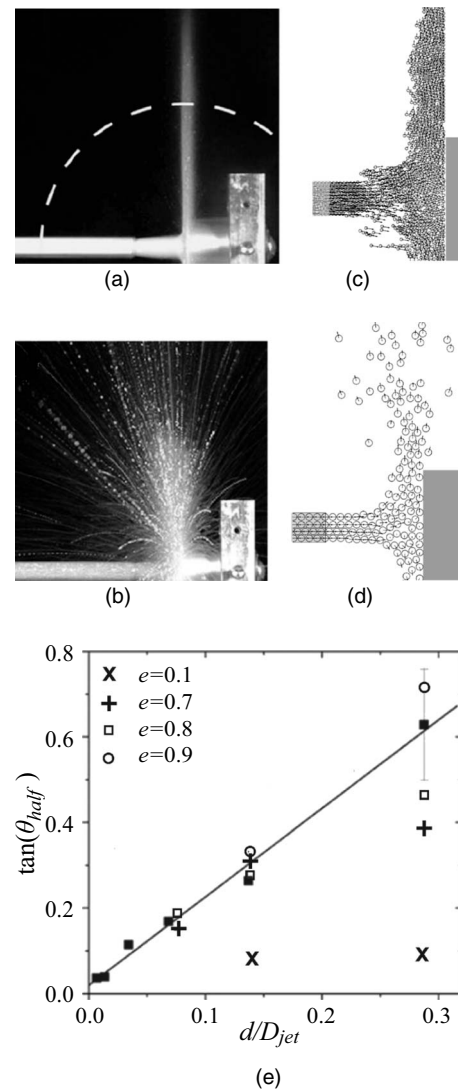 (a)
(c)
(b)
(d)
0.8
e=0.1
e=0.7
e=0.8
e=0.9
0.6
0.4
0.2
0.0
tan(θhalf)
0.0 0.1 0.2 0.3
d/Djet
(e)